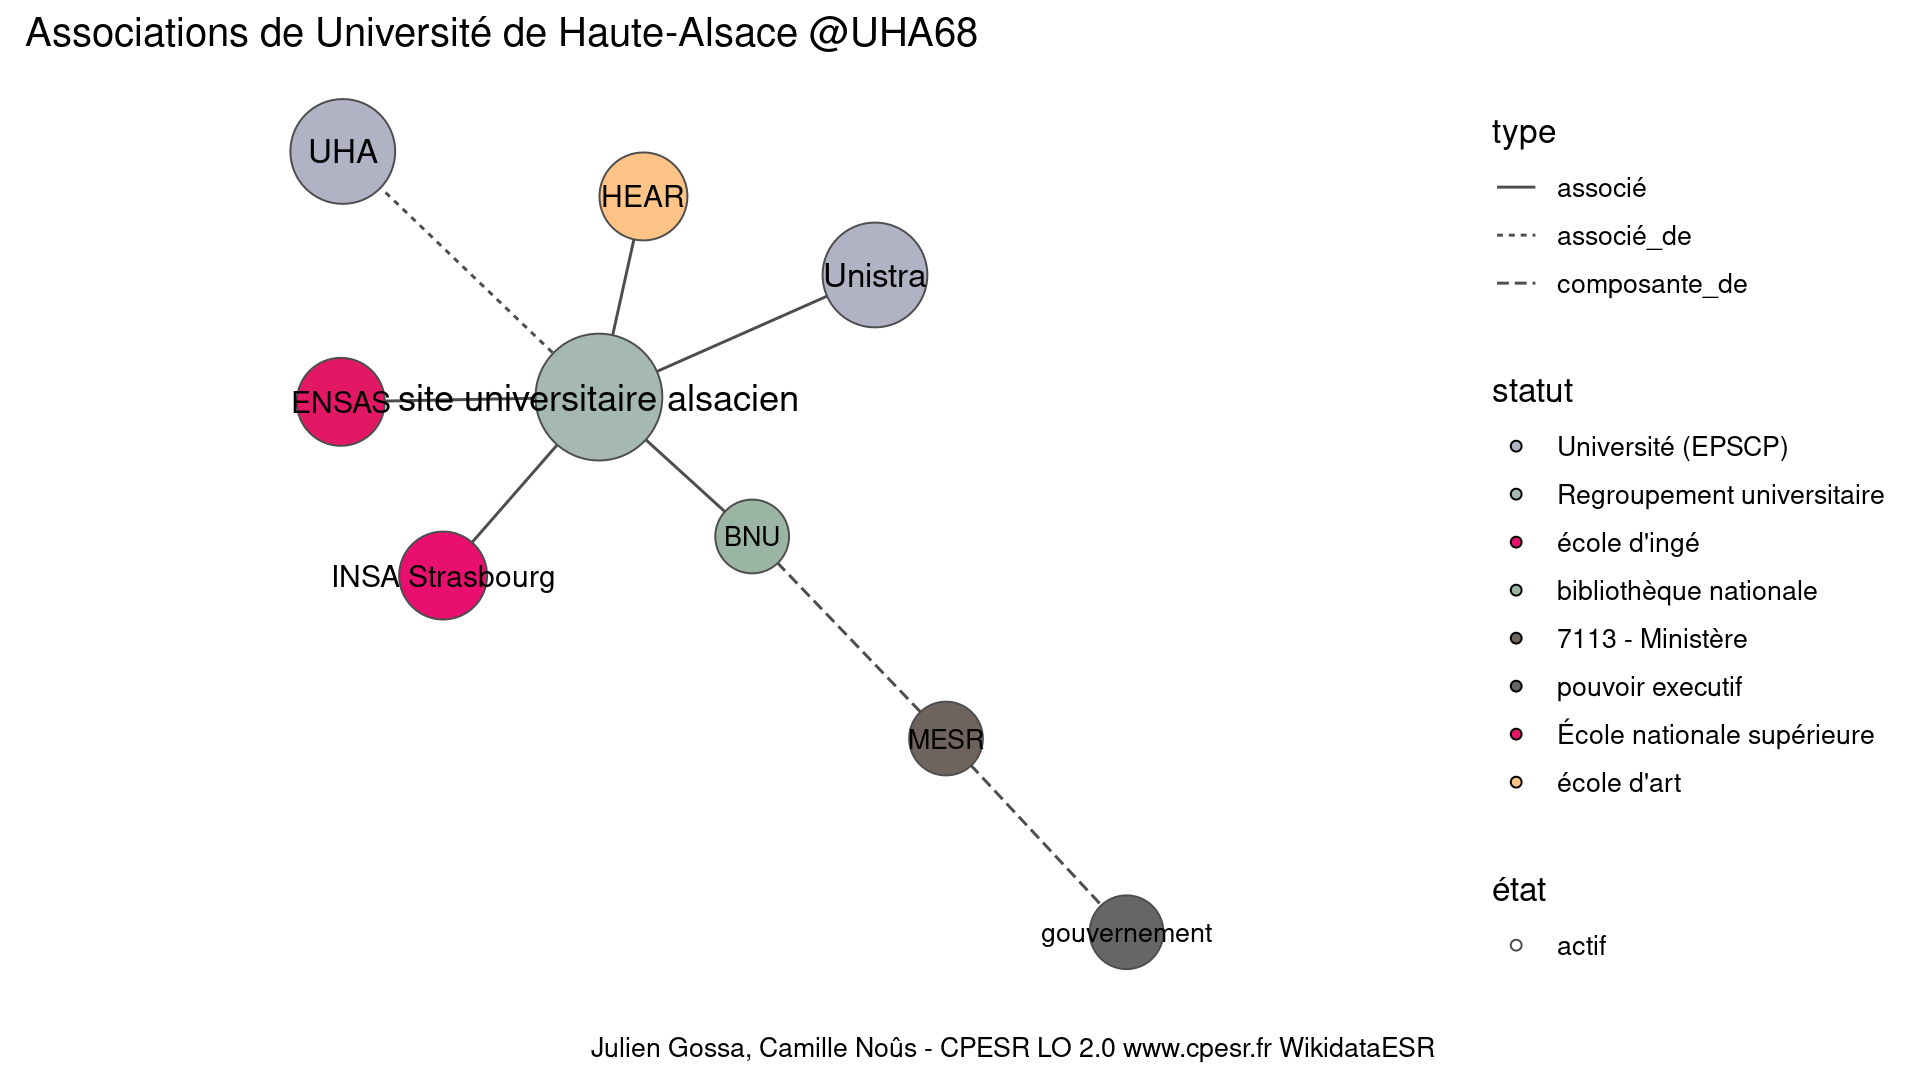 Associations de Université de Haute-Alsace @UHA68
UHA
HEAR
Unistra
ENSAS
site universitaire alsacien
BNU
INSA Strasbourg
MESR
gouvernement
type
associé
associé_de
composante_de
statut
Université (EPSCP)
Regroupement universitaire
école d'ingé
bibliothèque nationale
7113 - Ministère
pouvoir executif
École nationale supérieure
école d'art
état
actif
Julien Gossa, Camille Noûs - CPESR LO 2.0 www.cpesr.fr WikidataESR